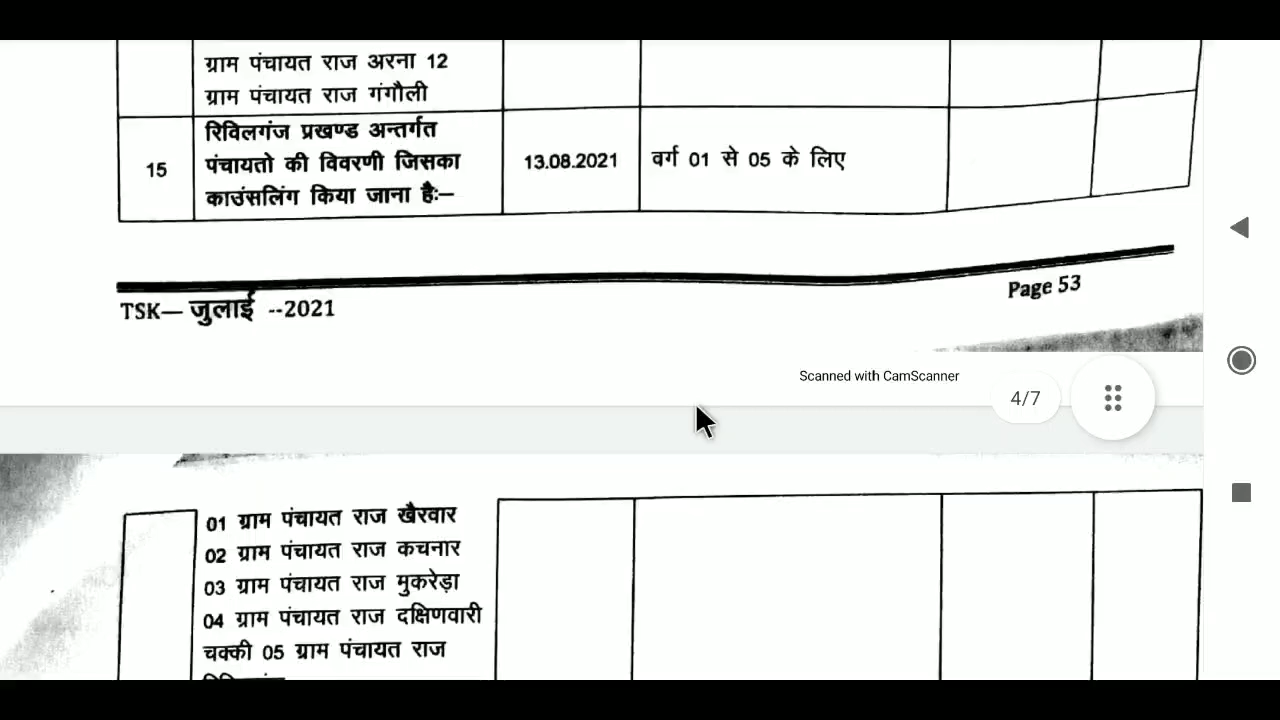 ग्राम पंचायत राज अरना 12
ग्राम पंचायत राज गंगौली
15
रिविलगंज प्रखण्ड अन्तर्गत
पंचायतो की विवरणी जिसका
काउंसलिंग किया जाना हैः—
13.08.2021
वर्ग 01 से 05 के लिए
TSK— जुलाई --2021
Page 53
Scanned with CamScanner
4/7
01 ग्राम पंचायत राज खैरवार
02 ग्राम पंचायत राज कचनार
03 ग्राम पंचायत राज मुकरेड़ा
04 ग्राम पंचायत राज दक्षिणवारी
चक्की 05 ग्राम पंचायत राज